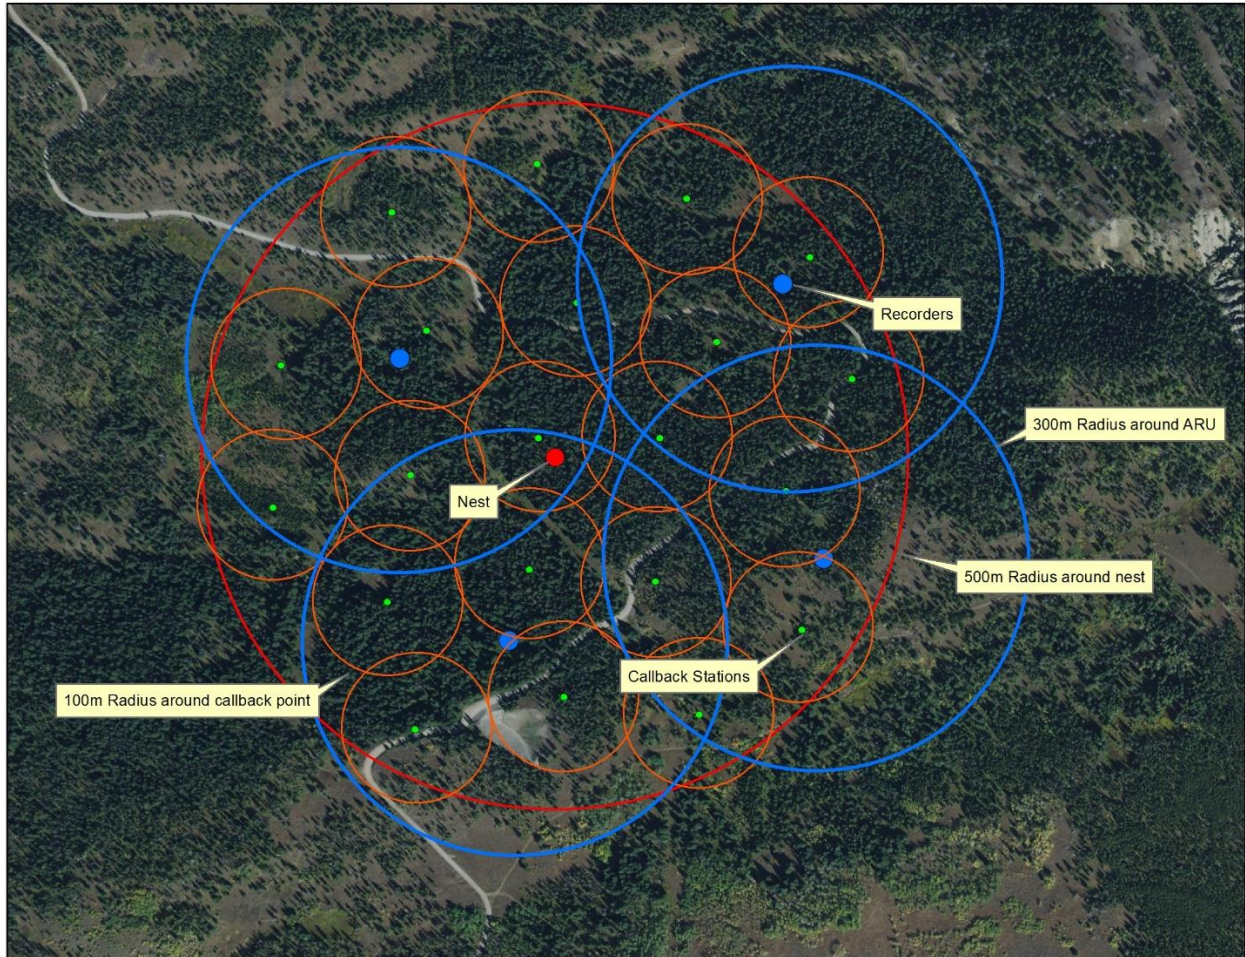 Recorders
300m Radius around ARU
Nest
500m Radius around nest
Callback Stations
100m Radius around callback point